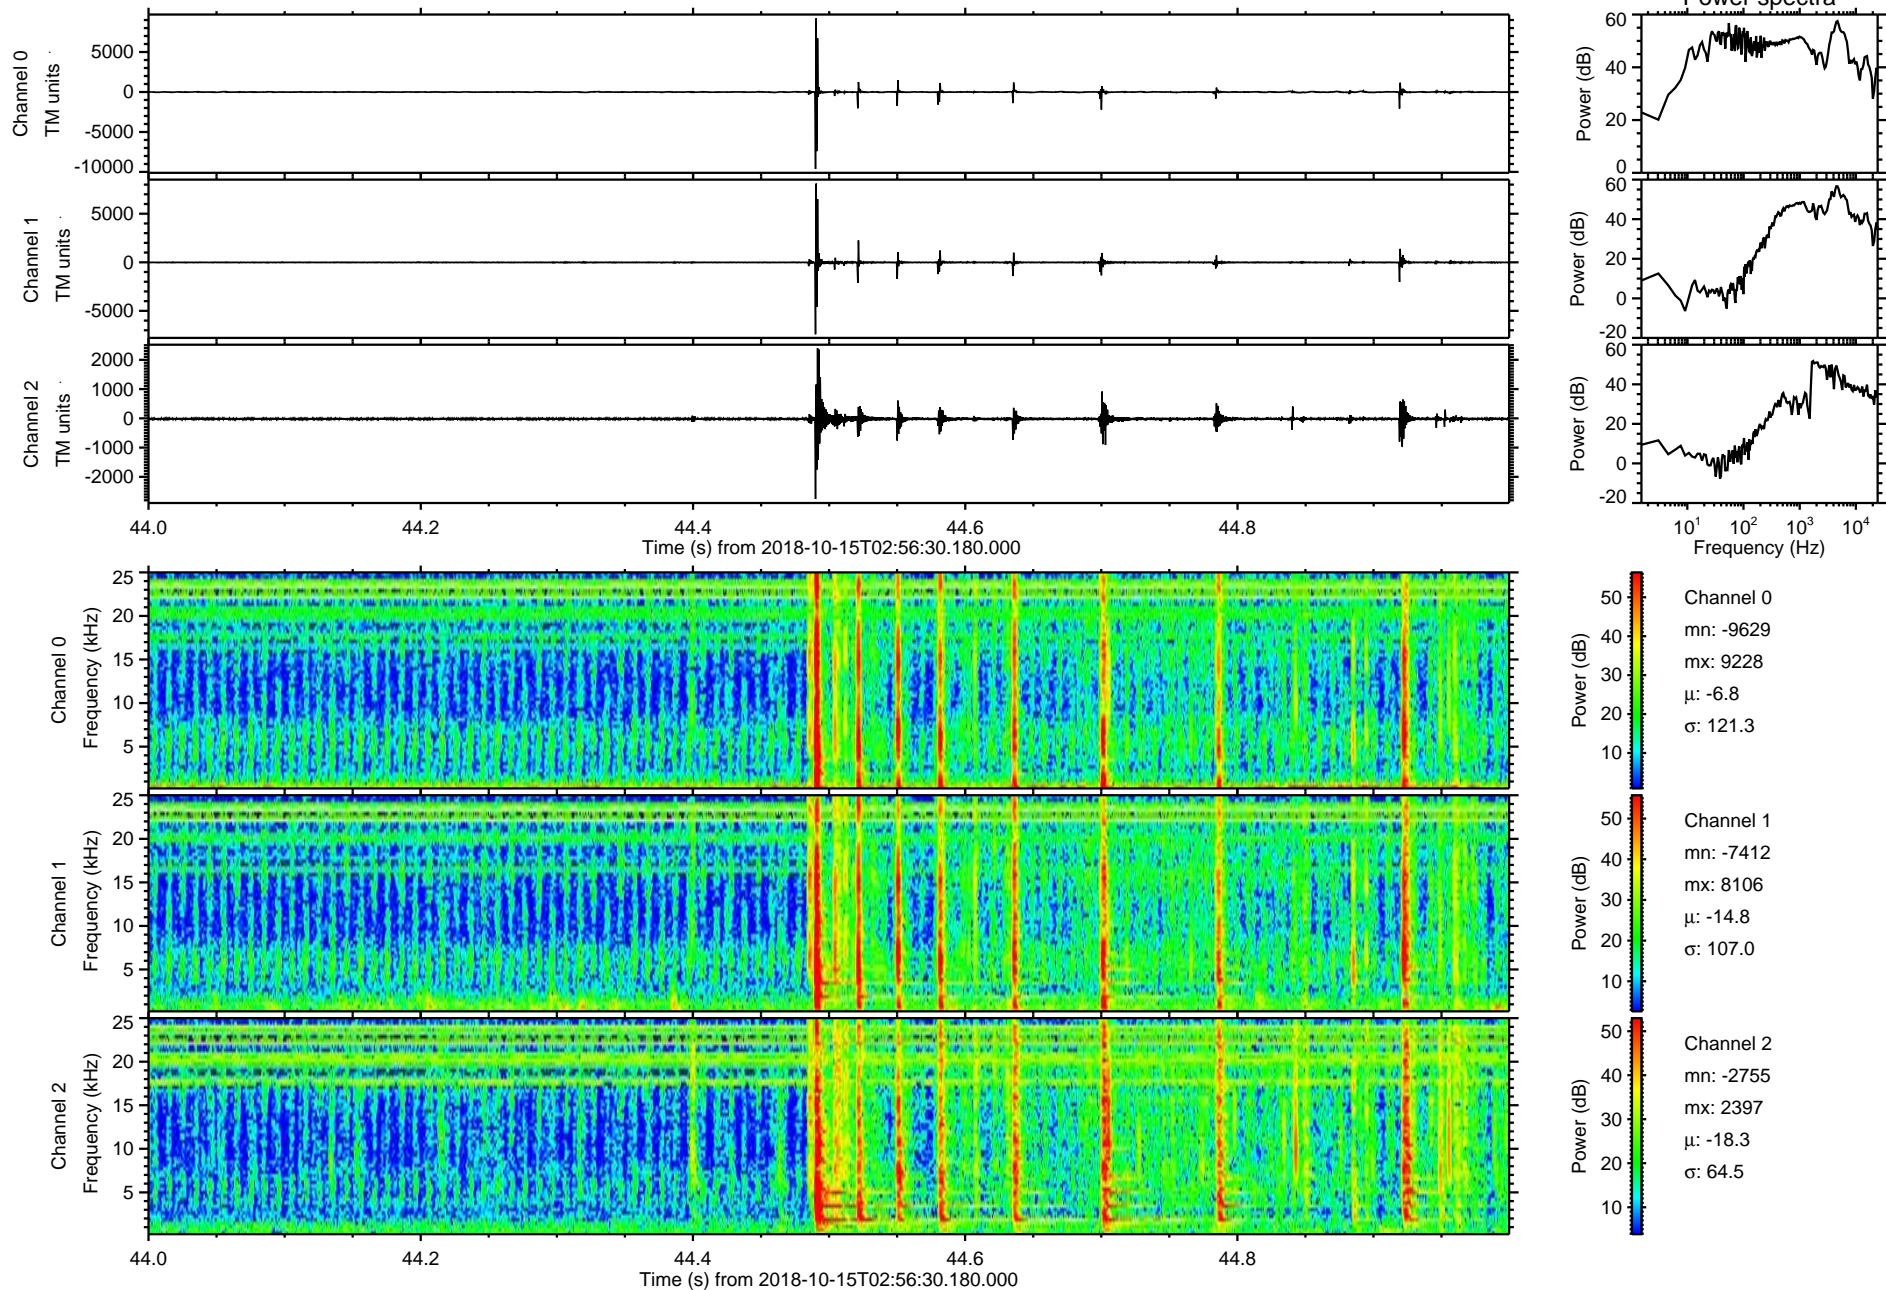 Power spectra
Channel 0
TM units
5000
0
-5000
-10000
Power (dB)
60
40
20
0
Channel 1
TM units
5000
0
-5000
Power (dB)
60
40
20
0
-20
Channel 2
TM units
2000
1000
0
-1000
-2000
Power (dB)
60
40
20
0
-20
44.0 44.2 44.4 44.6 44.8
Time (s) from 2018-10-15T02:56:30.180.000
10¹ 10² 10³ 10⁴
Frequency (Hz)
Channel 0
Frequency (kHz)
25
20
15
10
5
Power (dB)
50
40
30
20
10
Channel 0
mn: -9629
mx: 9228
μ: -6.8
σ: 121.3
Channel 1
Frequency (kHz)
25
20
15
10
5
Power (dB)
50
40
30
20
10
Channel 1
mn: -7412
mx: 8106
μ: -14.8
σ: 107.0
Channel 2
Frequency (kHz)
25
20
15
10
5
Power (dB)
50
40
30
20
10
Channel 2
mn: -2755
mx: 2397
μ: -18.3
σ: 64.5
44.0 44.2 44.4 44.6 44.8
Time (s) from 2018-10-15T02:56:30.180.000